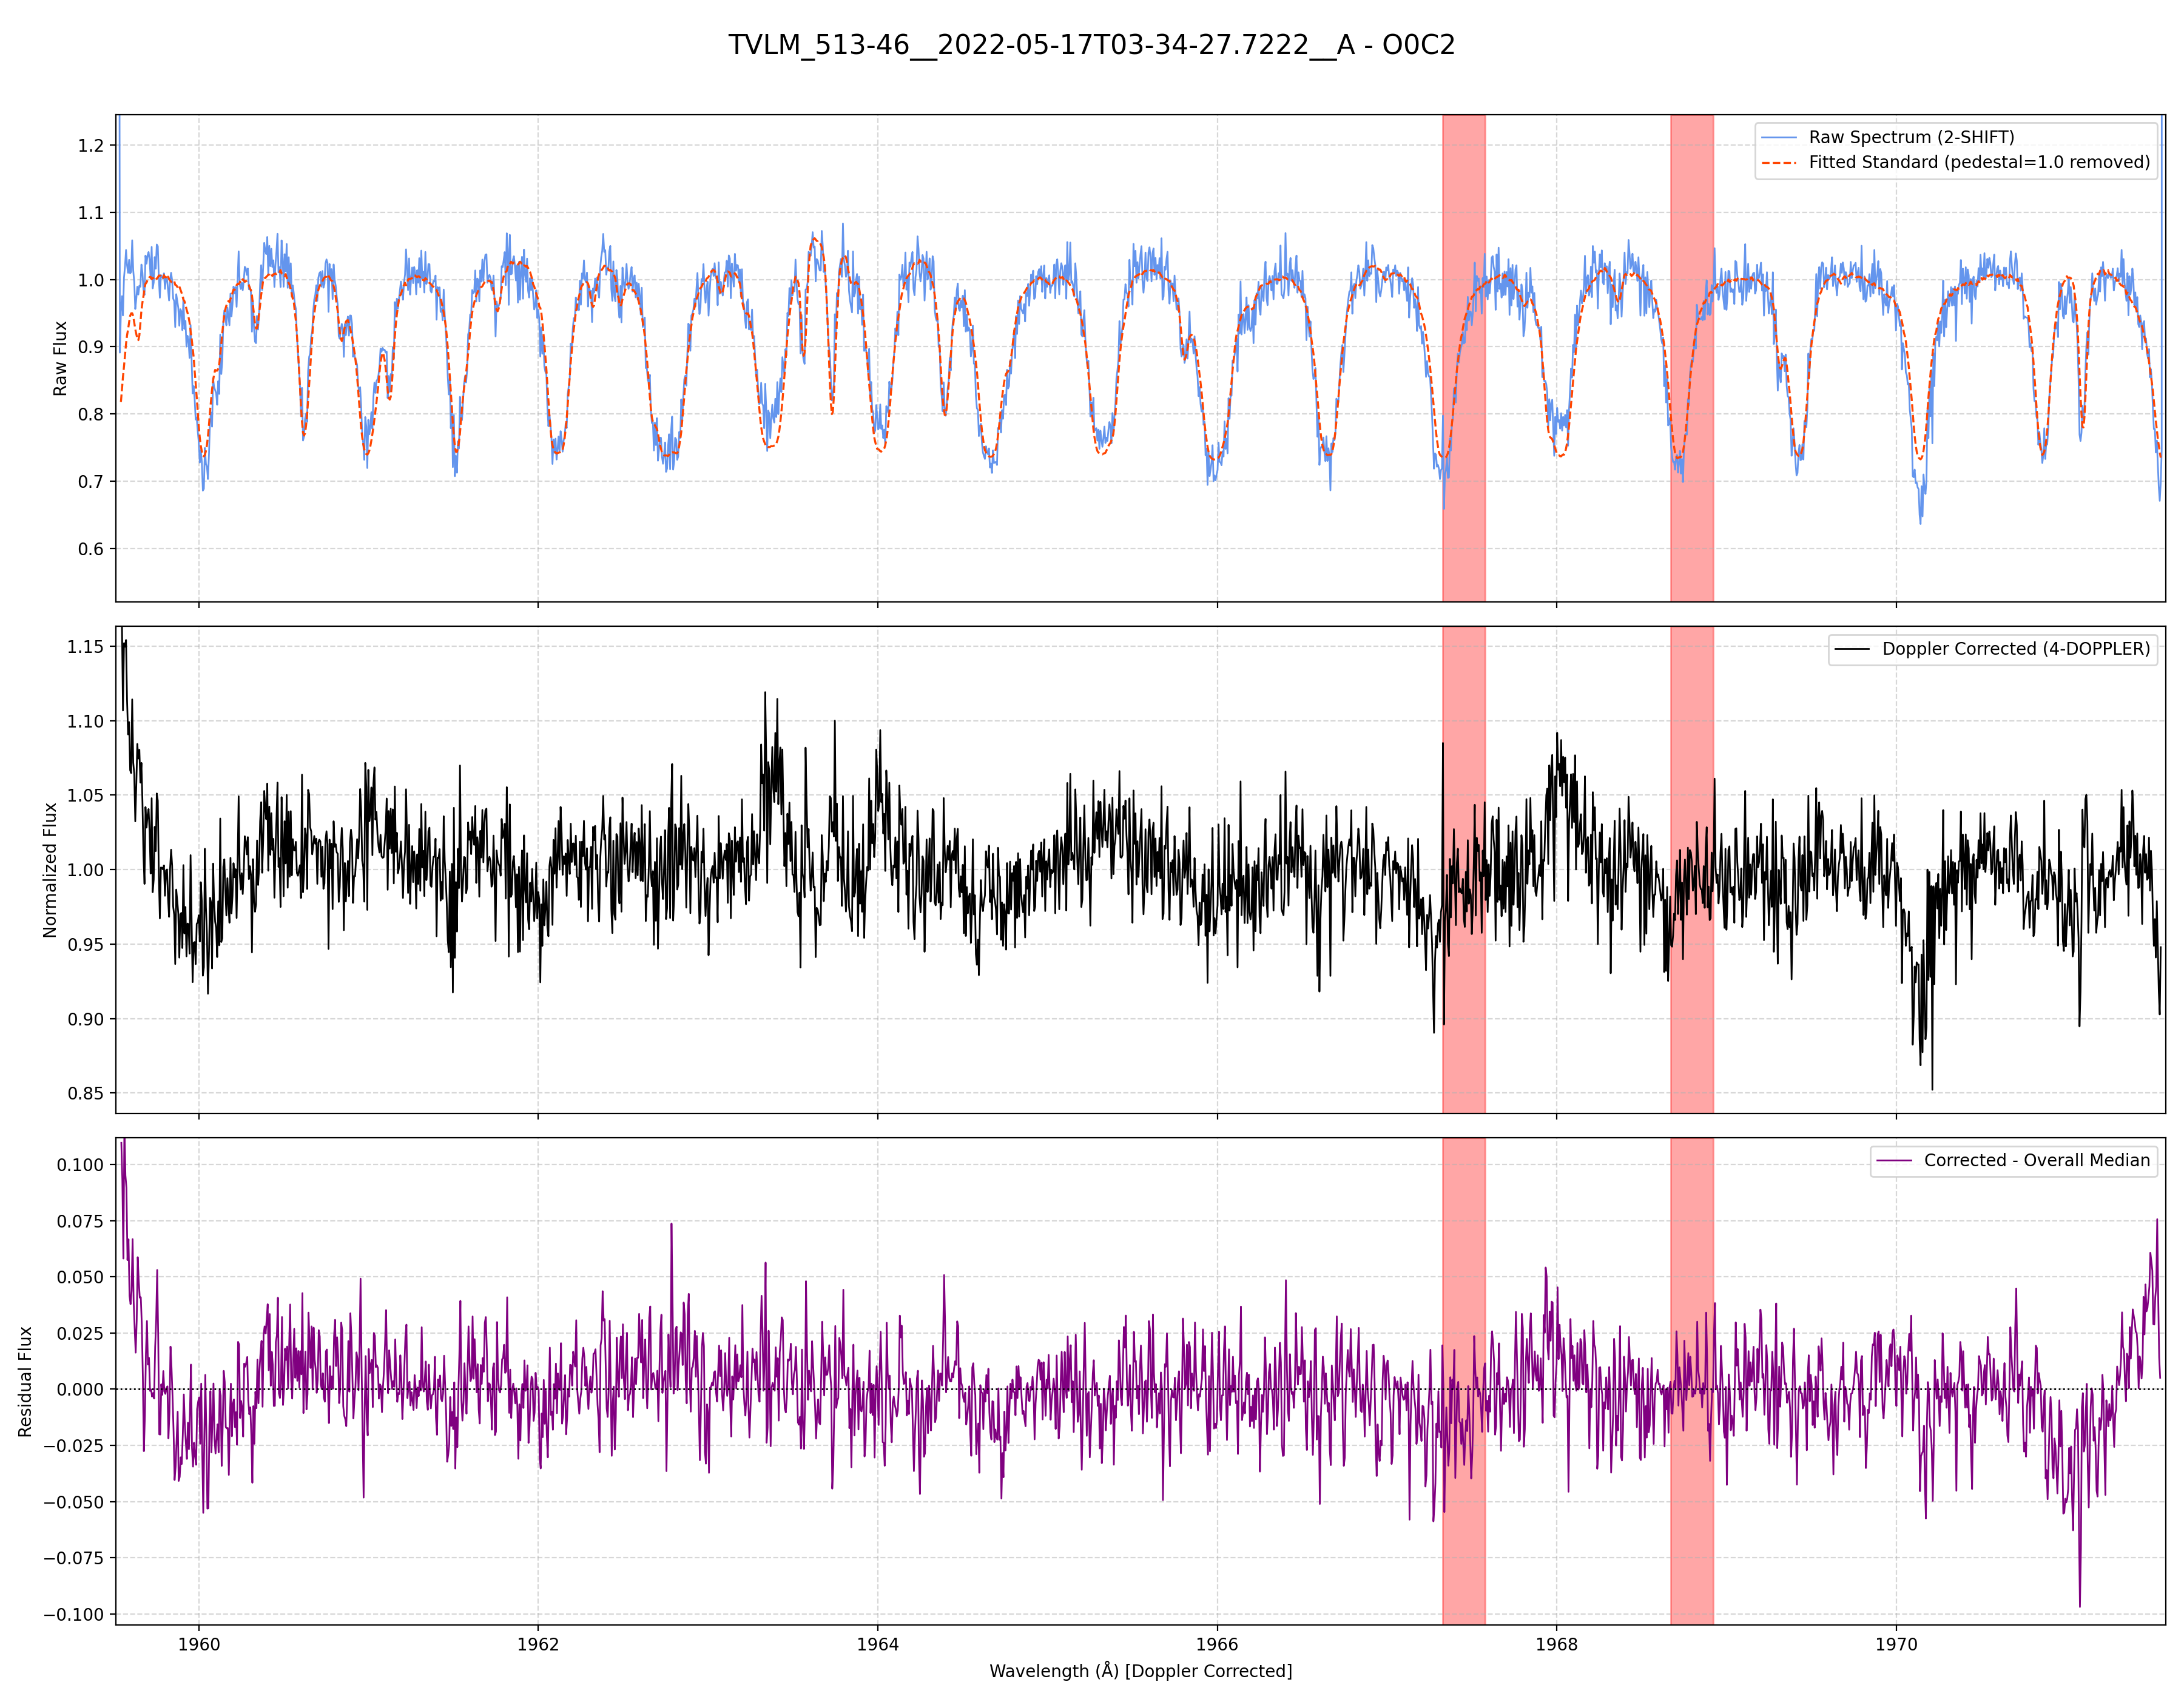 TVLM_513-46__2022-05-17T03-34-27.7222__A - O0C2
Raw Flux
1.2
1.1
1.0
0.9
0.8
0.7
0.6
Raw Spectrum (2-SHIFT)
Fitted Standard (pedestal=1.0 removed)
Normalized Flux
1.15
1.10
1.05
1.00
0.95
0.90
0.85
Doppler Corrected (4-DOPPLER)
Residual Flux
0.100
0.075
0.050
0.025
0.000
−0.025
−0.050
−0.075
−0.100
Corrected - Overall Median
1960 1962 1964 1966 1968 1970
Wavelength (Å) [Doppler Corrected]